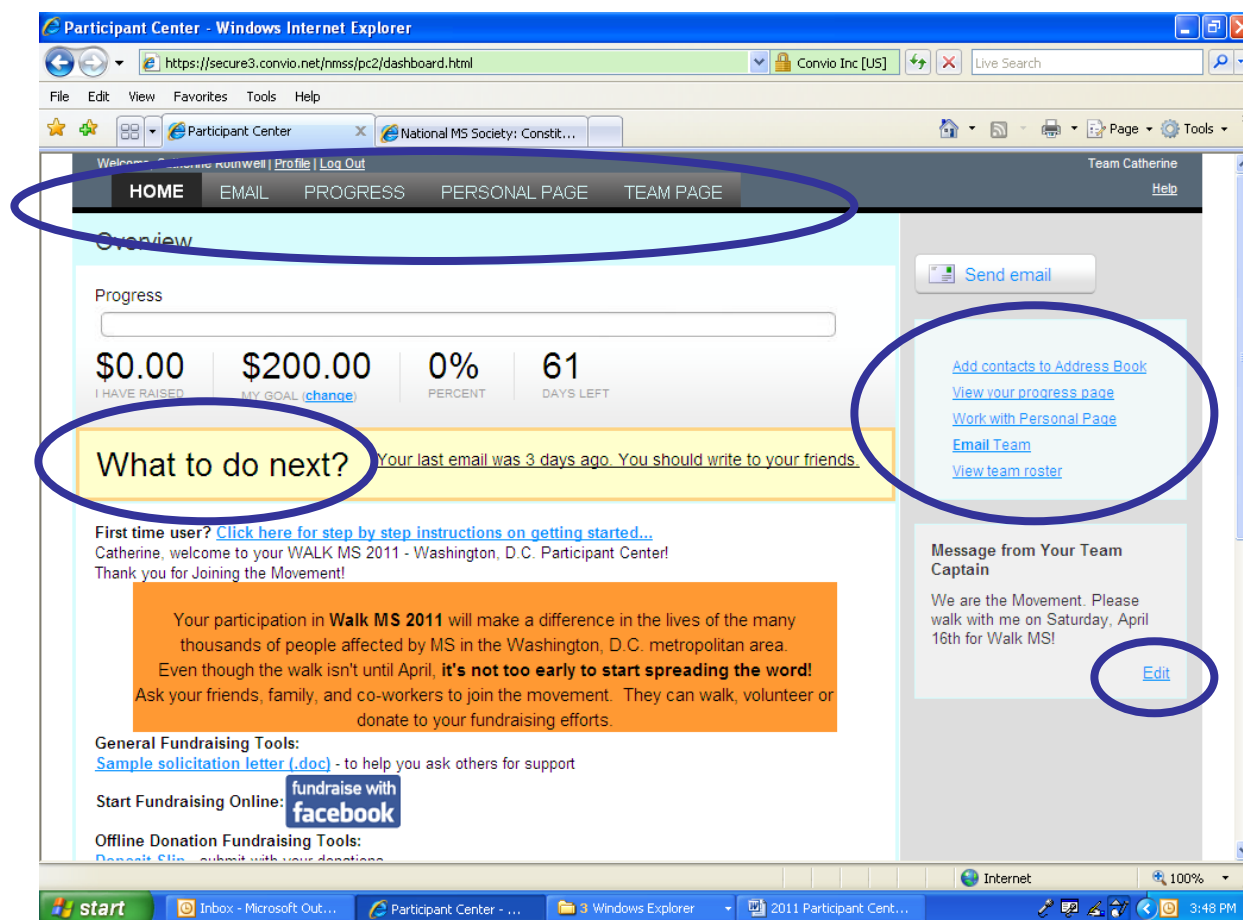 Participant Center - Windows Internet Explorer
https://secure3.convio.net/nmss/pc2/dashboard.html
Convio Inc [US]
Live Search
File Edit View Favorites Tools Help
Participant Center
National MS Society: Constit...
Page
Tools
Welcome, Catherine Rothwell | Profile | Log Out
Team Catherine
HOME EMAIL PROGRESS PERSONAL PAGE TEAM PAGE
Help
Overview
Send email
Progress
$0.00 $200.00 0% 61
I HAVE RAISED MY GOAL (change) PERCENT DAYS LEFT
Add contacts to Address Book
View your progress page
Work with Personal Page
Email Team
View team roster
What to do next? Your last email was 3 days ago. You should write to your friends.
First time user? Click here for step by step instructions on getting started...
Catherine, welcome to your WALK MS 2011 - Washington, D.C. Participant Center!
Thank you for Joining the Movement!
Message from Your Team
Captain
We are the Movement. Please
walk with me on Saturday, April
16th for Walk MS!
Edit
Your participation in Walk MS 2011 will make a difference in the lives of the many
thousands of people affected by MS in the Washington, D.C. metropolitan area.
Even though the walk isn't until April, it's not too early to start spreading the word!
Ask your friends, family, and co-workers to join the movement. They can walk, volunteer or
donate to your fundraising efforts.
General Fundraising Tools:
Sample solicitation letter (.doc) - to help you ask others for support
Start Fundraising Online: fundraise with
facebook
Offline Donation Fundraising Tools:
Deposit Slip - submit with your donations
Internet
100%
start
Inbox - Microsoft Out...
Participant Center - ...
3 Windows Explorer
2011 Participant Cent...
3:48 PM